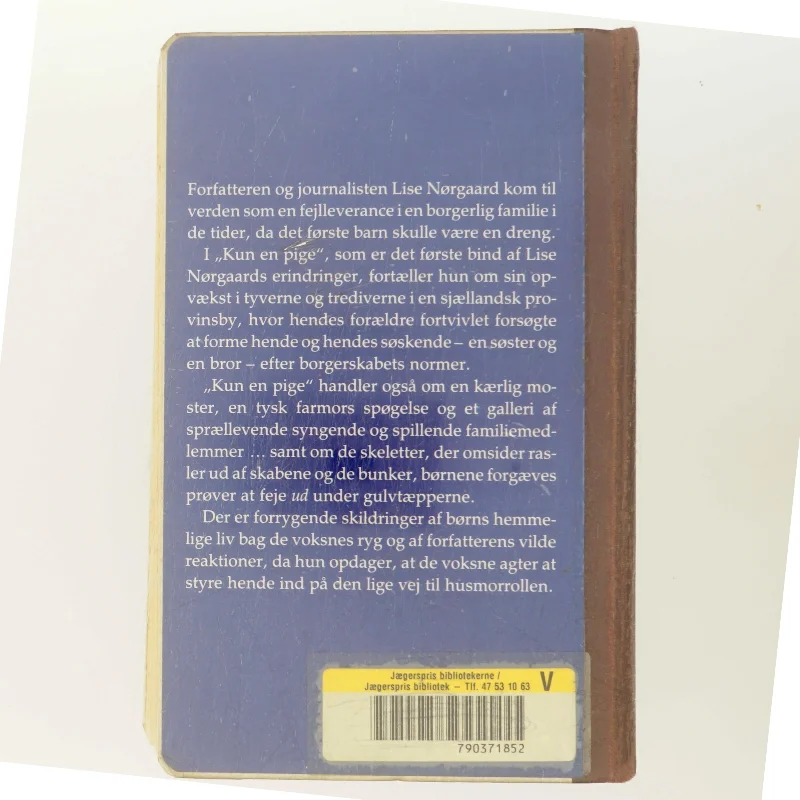 Forfatteren og journalisten Lise Nørgaard kom til
verden som en fejlleverance i en borgerlig familie i
de tider, da det første barn skulle være en dreng.
I „Kun en pige“, som er det første bind af Lise
Nørgaards erindringer, fortæller hun om sin op-
vækst i tyverne og trediverne i en sjællandsk pro-
vinsby, hvor hendes forældre fortvivlet forsøgte
at forme hende og hendes søskende – en søster og
en bror – efter borgerskabets normer.
„Kun en pige“ handler også om en kærlig mo-
ster, en tysk farmors spøgelse og et galleri af
sprællevende syngende og spillende familiemed-
lemmer ... samt om de skeletter, der omsider ras-
ler ud af skabene og de bunker, børnene forgæves
prøver at feje ud under gulvtæpperne.
Der er forrygende skildringer af børns hemme-
lige liv bag de voksnes ryg og af forfatterens vilde
reaktioner, da hun opdager, at de voksne agter at
styre hende ind på den lige vej til husmorrollen.
Jægerspris bibliotekerne /
Jægerspris bibliotek – Tlf. 47 53 10 63 V
790371852